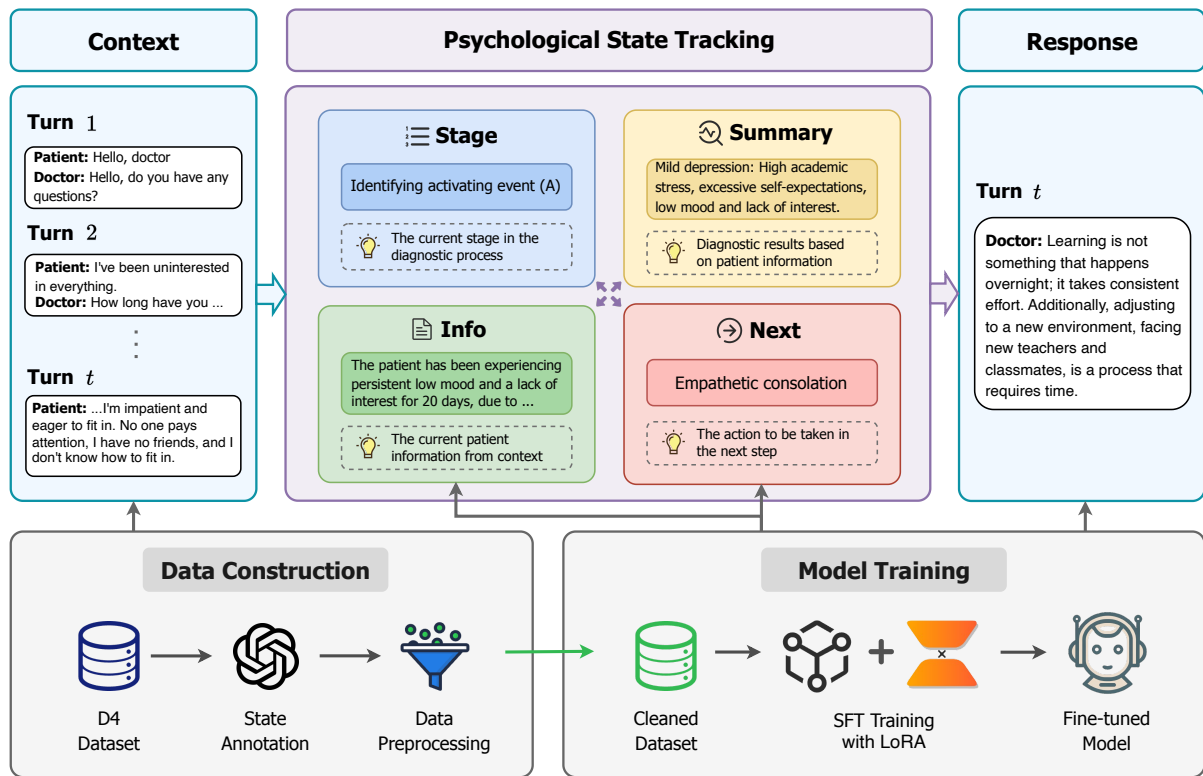 Context
Psychological State Tracking
Response
Turn 1
Patient: Hello, doctor
Doctor: Hello, do you have any
questions?
Turn 2
Patient: I've been uninterested
in everything.
Doctor: How long have you ...
Turn t
Patient: ...I'm impatient and
eager to fit in. No one pays
attention, I have no friends, and I
don't know how to fit in.
1
2
3
Stage
Identifying activating event (A)
The current stage in the
diagnostic process
Summary
Mild depression: High academic
stress, excessive self-expectations,
low mood and lack of interest.
Diagnostic results based
on patient information
Info
The patient has been experiencing
persistent low mood and a lack of
interest for 20 days, due to ...
The current patient
information from context
Next
Empathetic consolation
The action to be taken in
the next step
Turn t
Doctor: Learning is not
something that happens
overnight; it takes consistent
effort. Additionally, adjusting
to a new environment, facing
new teachers and
classmates, is a process that
requires time.
Data Construction
D4
Dataset
State
Annotation
Data
Preprocessing
Model Training
Cleaned
Dataset
+
×
SFT Training
with LoRA
Fine-tuned
Model